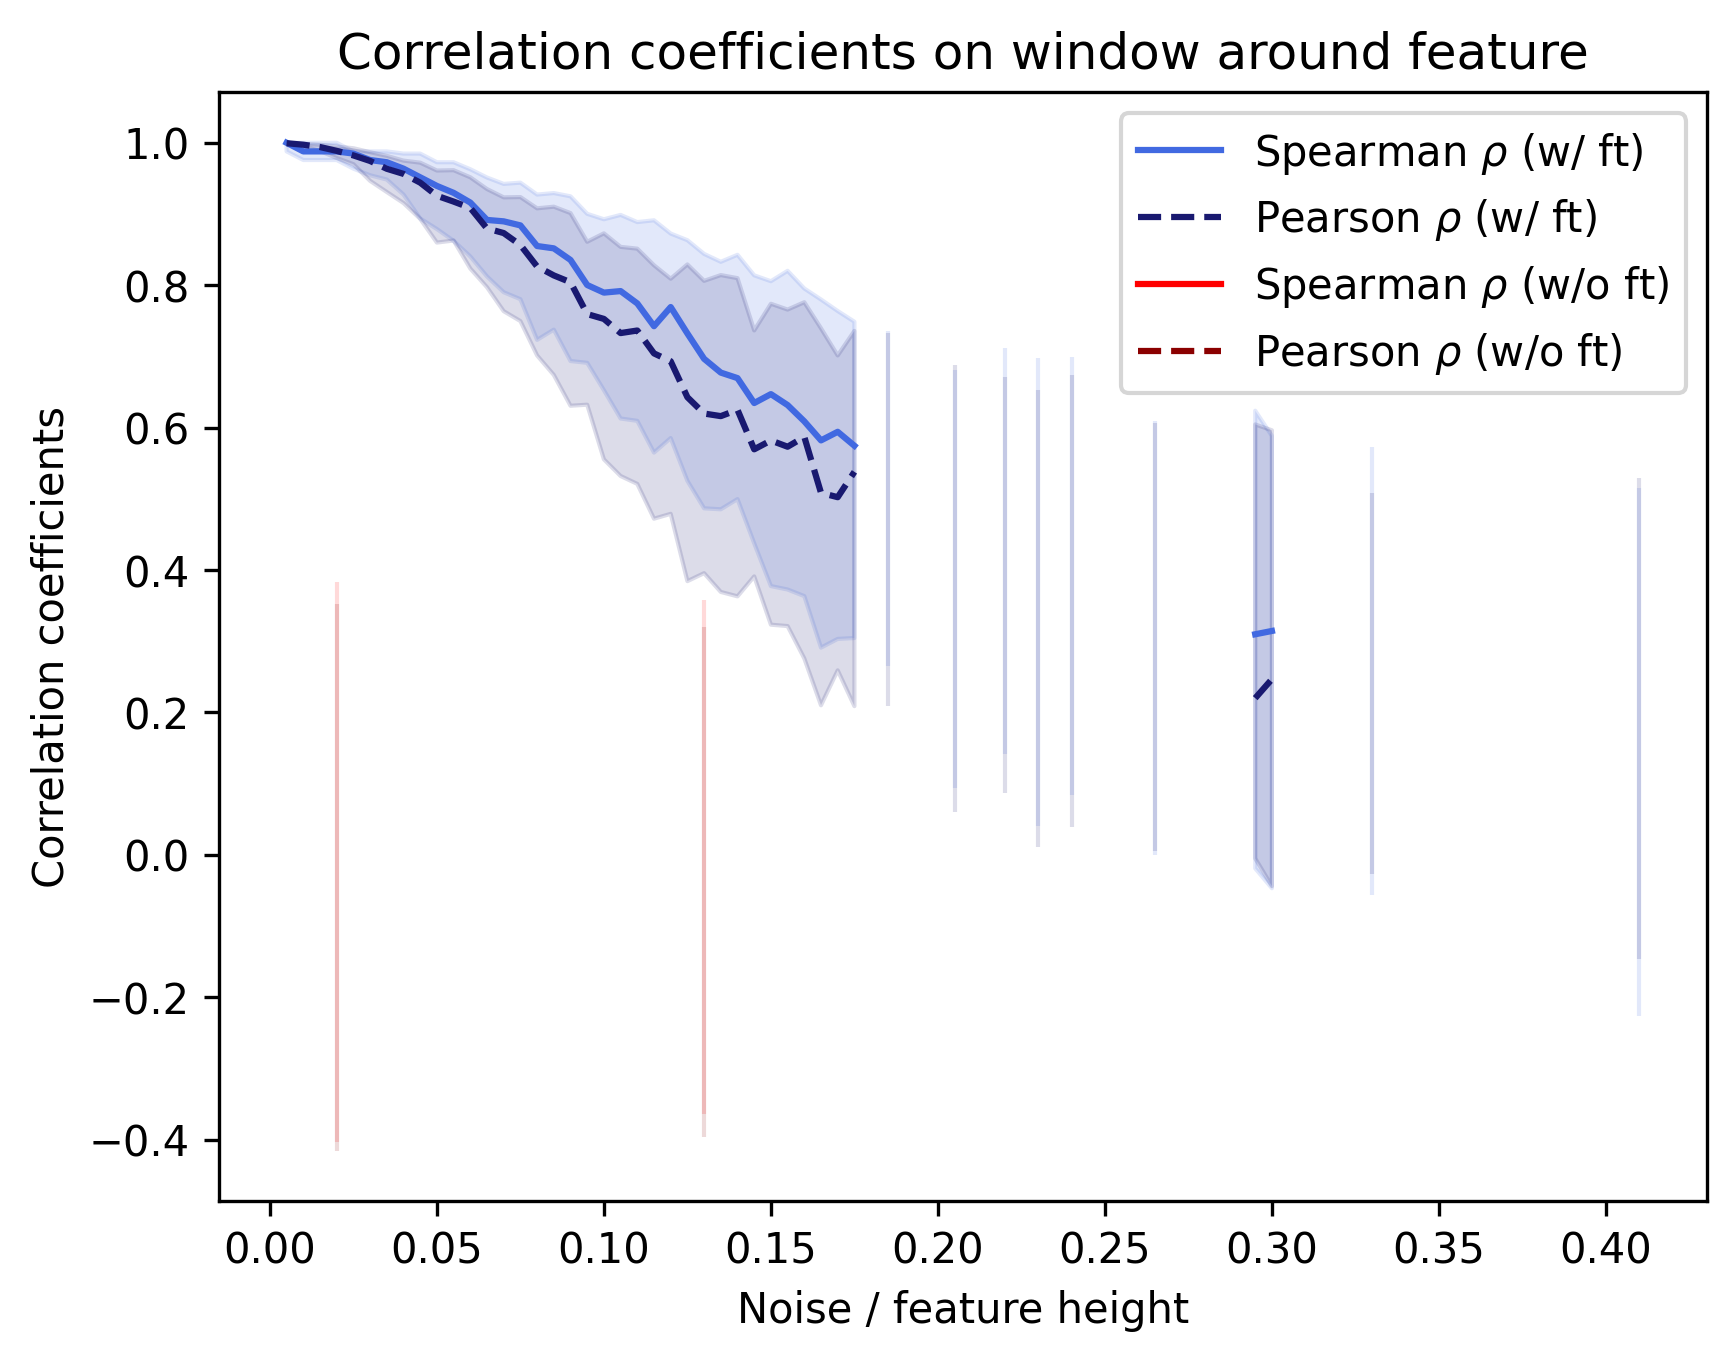 Correlation coefficients on window around feature
Spearman ρ (w/ ft)
Pearson ρ (w/ ft)
Spearman ρ (w/o ft)
Pearson ρ (w/o ft)
Correlation coefficients
1.0
0.8
0.6
0.4
0.2
0.0
−0.2
−0.4
0.00 0.05 0.10 0.15 0.20 0.25 0.30 0.35 0.40
Noise / feature height